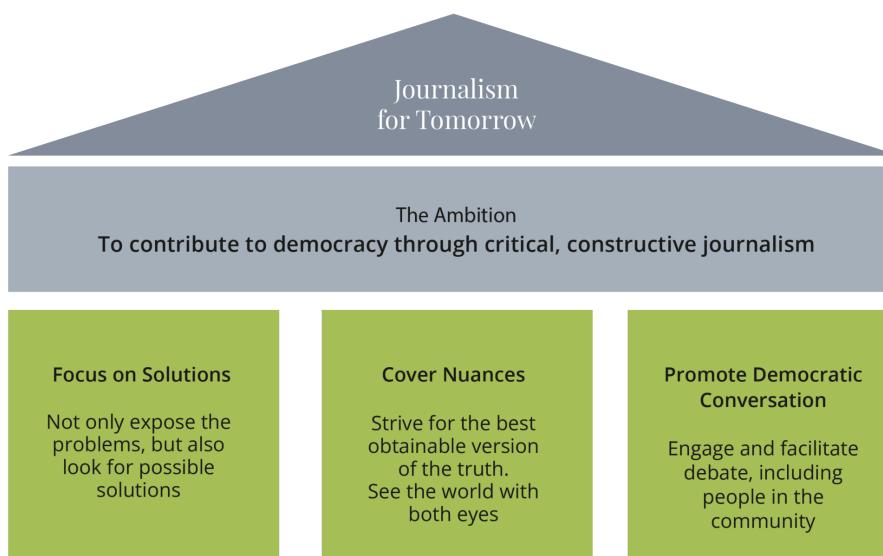 Journalism
for Tomorrow
The Ambition
To contribute to democracy through critical, constructive journalism
Focus on Solutions
Not only expose the
problems, but also
look for possible
solutions
Cover Nuances
Strive for the best
obtainable version
of the truth.
See the world with
both eyes
Promote Democratic
Conversation
Engage and facilitate
debate, including
people in the
community